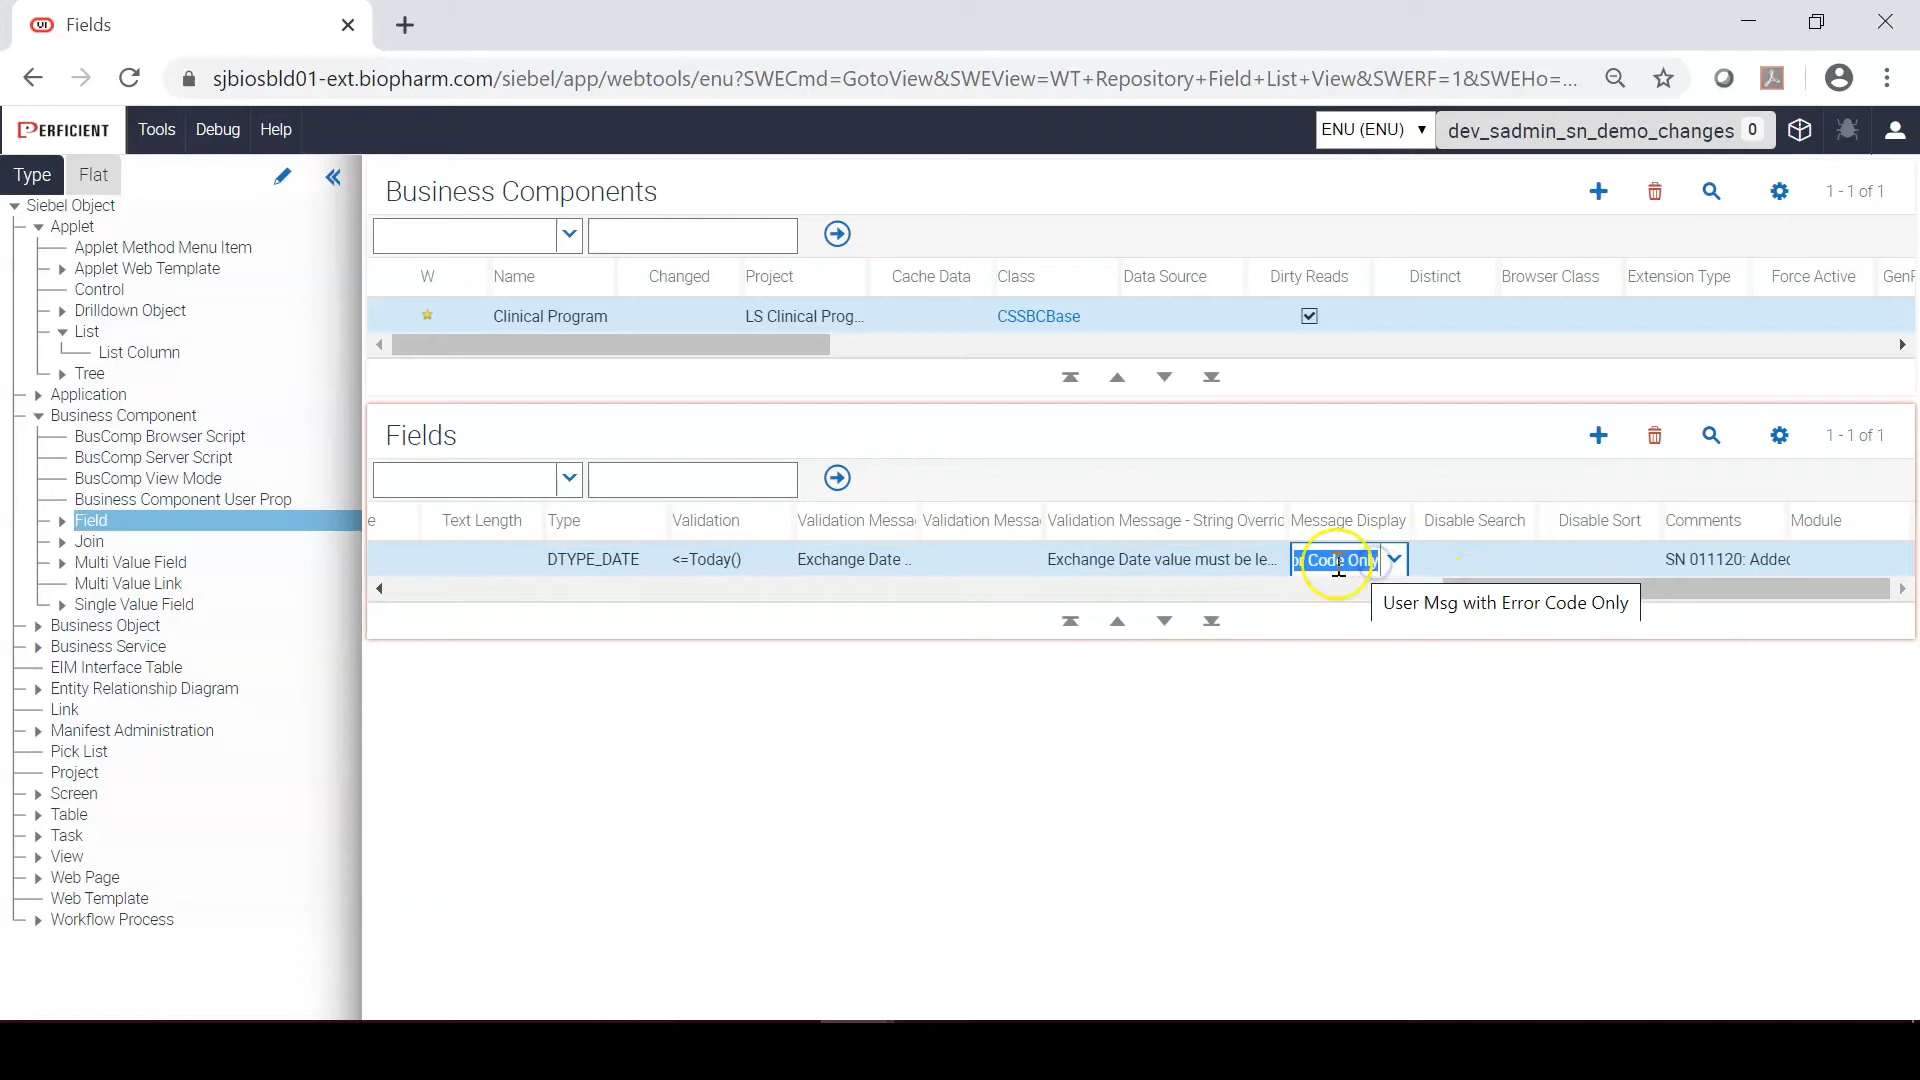 Fields
sjbiosbld01-ext.biopharm.com/siebel/app/webtools/enu?SWECmd=GotoView&SWEView=WT+Repository+Field+List+View&SWERF=1&SWEHo=...
PERFICIENT Tools Debug Help ENU (ENU) dev_sadmin_sn_demo_changes 0
Type Flat
Siebel Object
Applet
Applet Method Menu Item
Applet Web Template
Control
Drilldown Object
List
List Column
Tree
Application
Business Component
BusComp Browser Script
BusComp Server Script
BusComp View Mode
Business Component User Prop
Field
Join
Multi Value Field
Multi Value Link
Single Value Field
Business Object
Business Service
EIM Interface Table
Entity Relationship Diagram
Link
Manifest Administration
Pick List
Project
Screen
Table
Task
View
Web Page
Web Template
Workflow Process
Business Components 1 - 1 of 1
W Name Changed Project Cache Data Class Data Source Dirty Reads Distinct Browser Class Extension Type Force Active GenR
Clinical Program LS Clinical Prog... CSSBCBase
Fields 1 - 1 of 1
e Text Length Type Validation Validation Messa Validation Messa Validation Message - String Overric Message Display Disable Search Disable Sort Comments Module
DTYPE_DATE <=Today() Exchange Date .. Exchange Date value must be le... or Code Only SN 011120: Addec
User Msg with Error Code Only